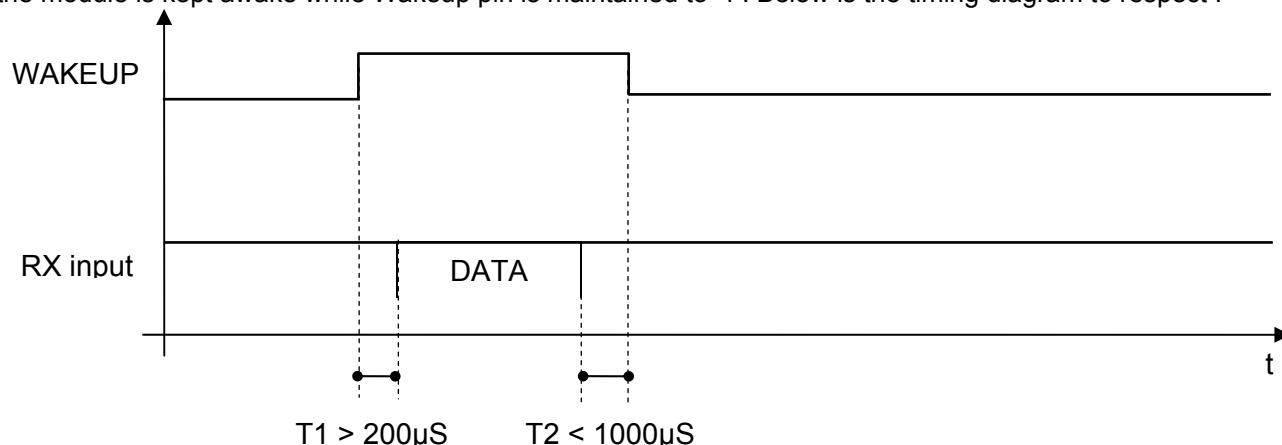 the module is kept awake while Wakeup pin is maintained to "1". Below is the timing diagram to respect :
WAKEUP
RX input
DATA
t
T1 > 200µS
T2 < 1000µS